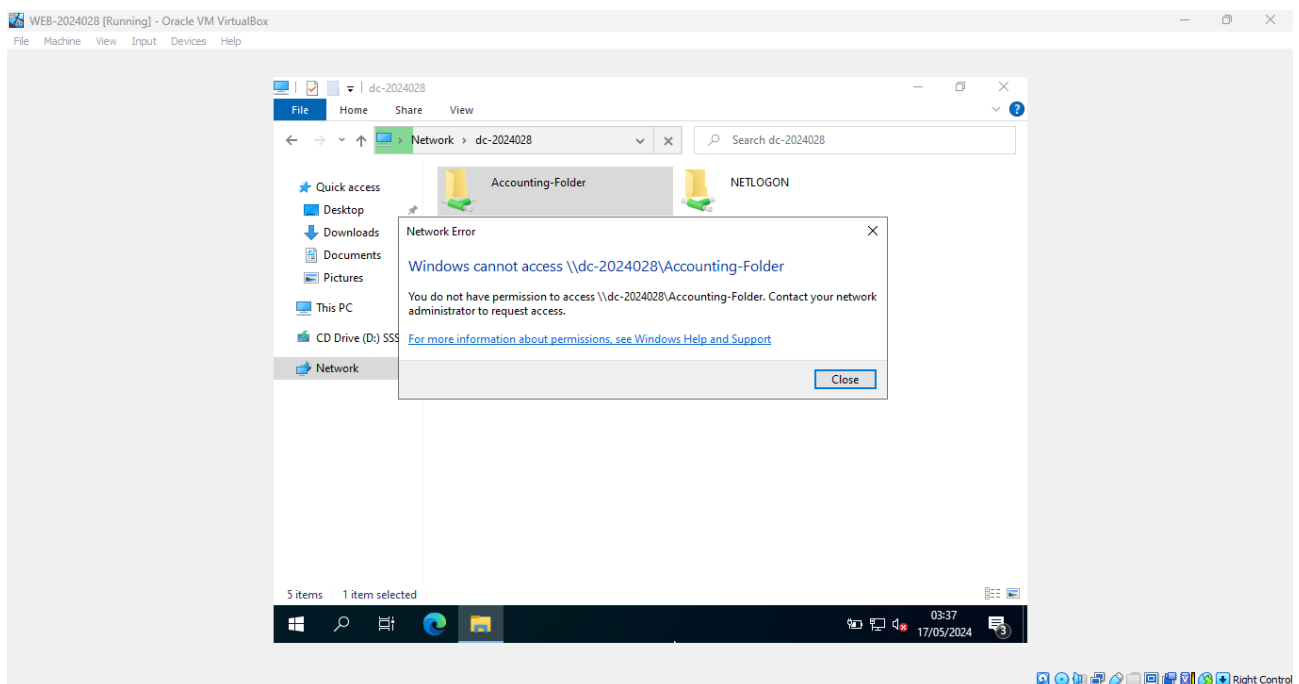 WEB-2024028 [Running] - Oracle VM VirtualBox
File Machine View Input Devices Help
dc-2024028
File Home Share View
Network > dc-2024028
Search dc-2024028
Quick access
Desktop
Downloads
Documents
Pictures
This PC
CD Drive (D:) SSS
Network
Accounting-Folder
NETLOGON
Network Error
Windows cannot access \\dc-2024028\Accounting-Folder
You do not have permission to access \\dc-2024028\Accounting-Folder. Contact your network
administrator to request access.
For more information about permissions, see Windows Help and Support
Close
5 items 1 item selected
03:37
17/05/2024
3
Right Control